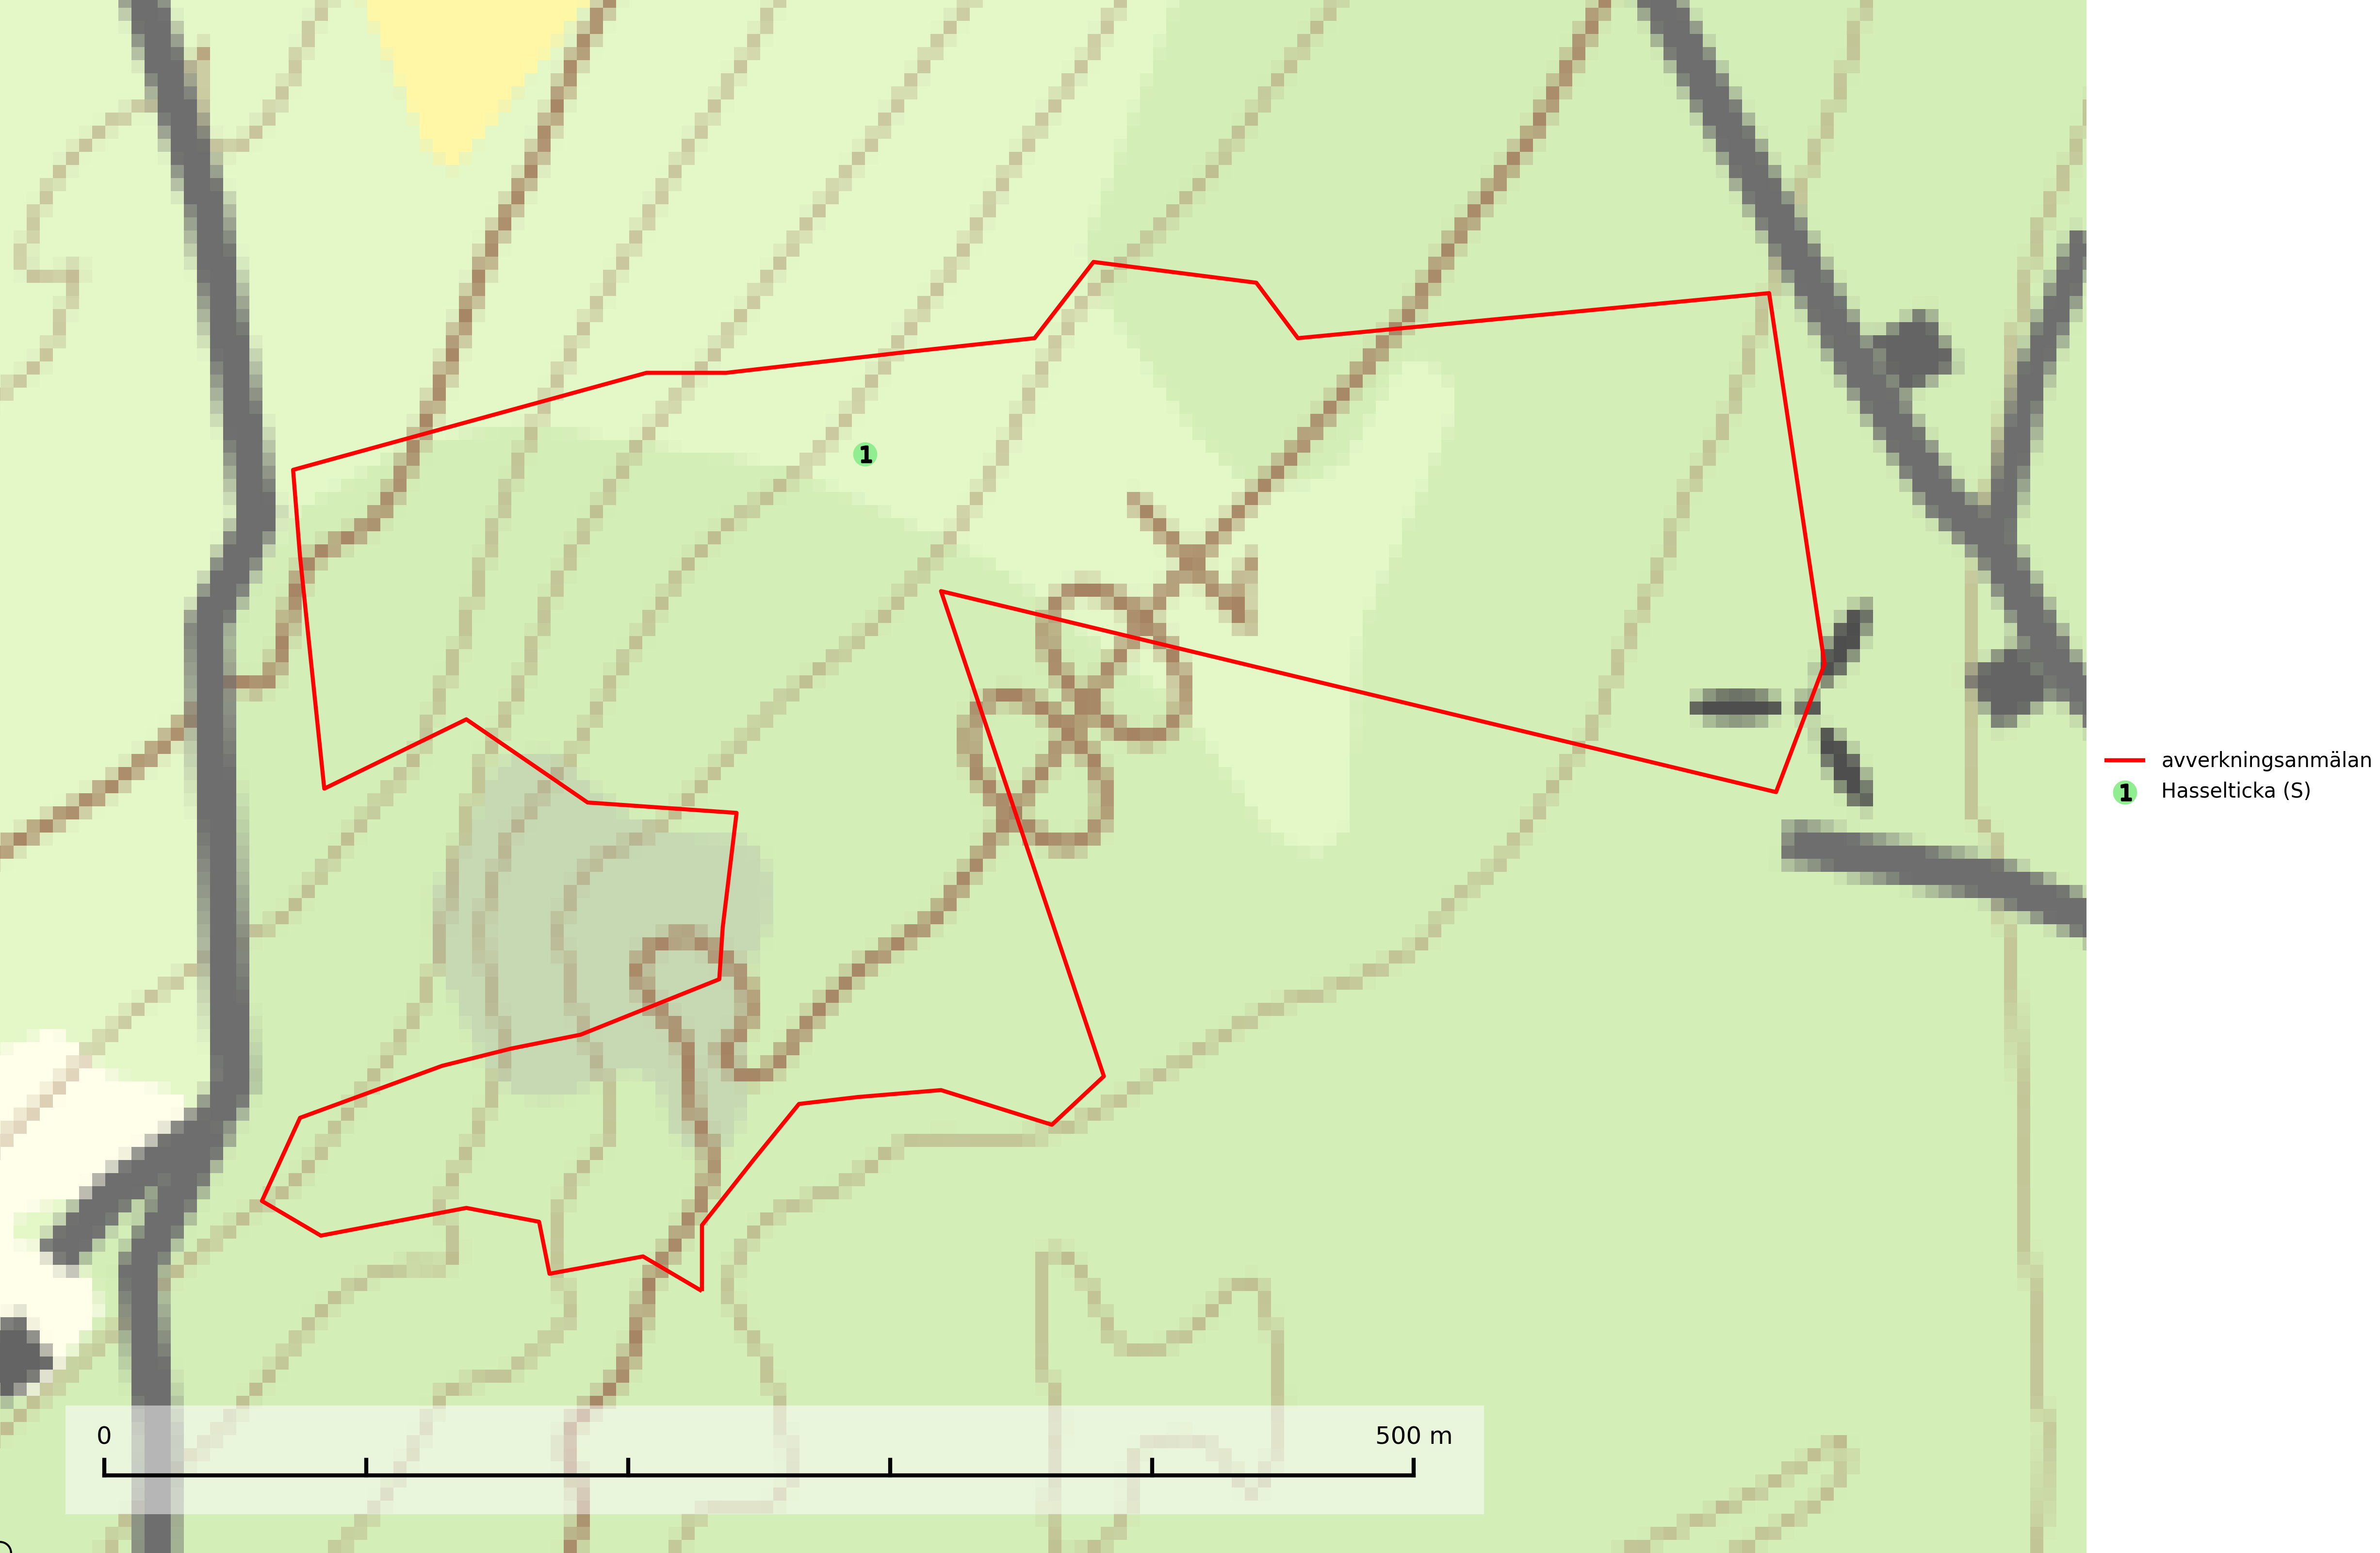 1
0 500 m
avverkningsanmälan
1 Hasselticka (S)